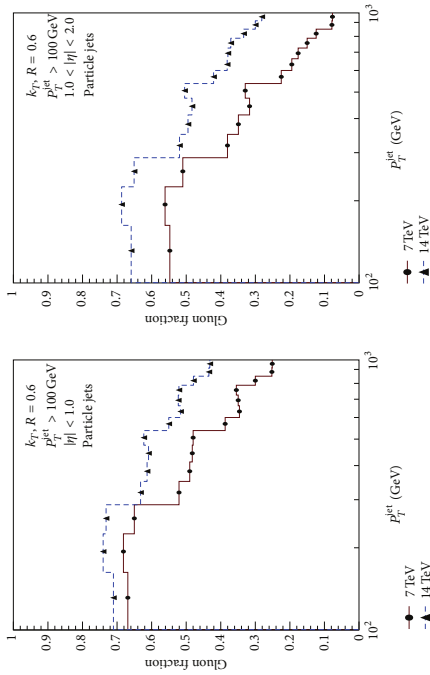 1
0.9
0.8
0.7
0.6
0.5
0.4
0.3
0.2
0.1
0
Gluon fraction
k_T, R = 0.6
P_T^jet > 100 GeV
|η| < 1.0
Particle jets
10^2
10^3
P_T^jet (GeV)
7 TeV
14 TeV
1
0.9
0.8
0.7
0.6
0.5
0.4
0.3
0.2
0.1
0
Gluon fraction
k_T, R = 0.6
P_T^jet > 100 GeV
1.0 < |η| < 2.0
Particle jets
10^2
10^3
P_T^jet (GeV)
7 TeV
14 TeV